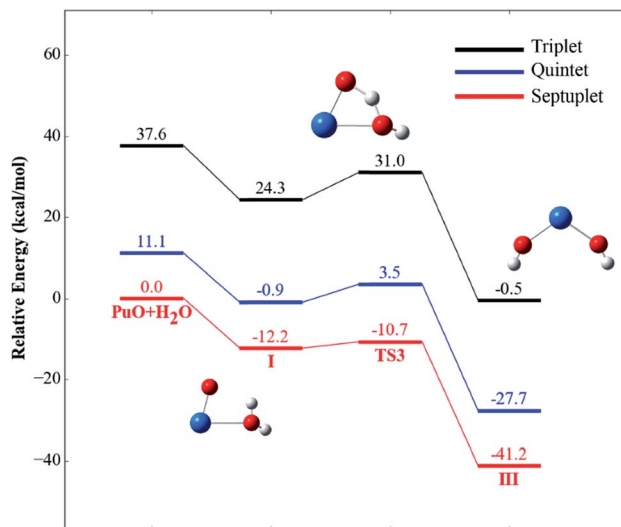 60
40
20
0
−20
−40
Relative Energy (kcal/mol)
Triplet
Quintet
Septuplet
37.6
24.3
31.0
-0.5
11.1
-0.9
3.5
-27.7
0.0
PuO+H₂O
-12.2
I
-10.7
TS3
-41.2
III